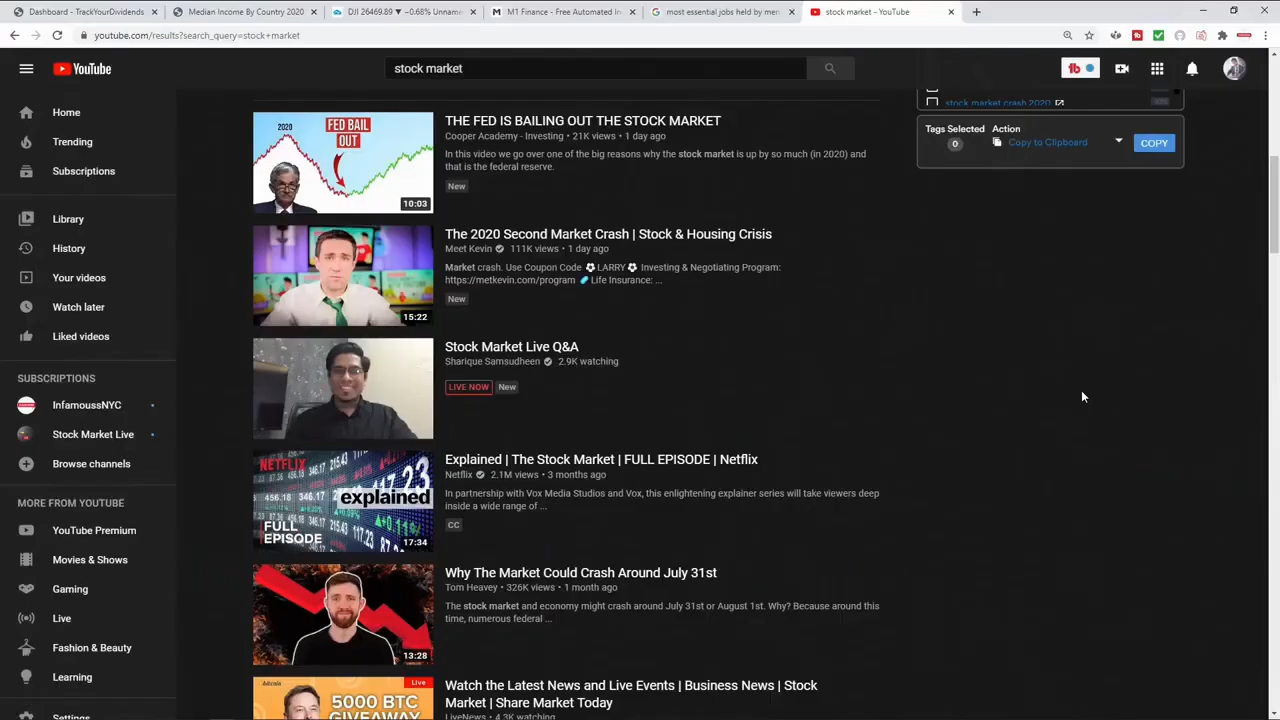 Dashboard - TrackYourDividends
Median Income By Country 2020
DJI 26469.89 ▼ −0.68% Unname
M1 Finance - Free Automated In
most essential jobs held by men
stock market - YouTube
youtube.com/results?search_query=stock+market
YouTube
stock market
tb
Home
Trending
Subscriptions
Library
History
Your videos
Watch later
Liked videos
SUBSCRIPTIONS
InfamoussNYC
Stock Market Live
Browse channels
MORE FROM YOUTUBE
YouTube Premium
Movies & Shows
Gaming
Live
Fashion & Beauty
Learning
Settings
2020
FED BAIL
OUT
10:03
THE FED IS BAILING OUT THE STOCK MARKET
Cooper Academy - Investing • 21K views • 1 day ago
In this video we go over one of the big reasons why the stock market is up by so much (in 2020) and
that is the federal reserve.
New
15:22
The 2020 Second Market Crash | Stock & Housing Crisis
Meet Kevin 111K views • 1 day ago
Market crash. Use Coupon Code ⚽ LARRY ⚽ Investing & Negotiating Program:
https://metkevin.com/program Life Insurance: ...
New
Stock Market Live Q&A
Sharique Samsudheen 2.9K watching
LIVE NOW
New
NETFLIX
explained
FULL
EPISODE
17:34
Explained | The Stock Market | FULL EPISODE | Netflix
Netflix 2.1M views • 3 months ago
In partnership with Vox Media Studios and Vox, this enlightening explainer series will take viewers deep
inside a wide range of ...
CC
13:28
Why The Market Could Crash Around July 31st
Tom Heavey • 326K views • 1 month ago
The stock market and economy might crash around July 31st or August 1st. Why? Because around this
time, numerous federal ...
Live
5000 BTC
GIVEAWAY
Watch the Latest News and Live Events | Business News | Stock
Market | Share Market Today
LiveNews • 4.3K watching
stock market crash 2020
Tags Selected
0
Action
Copy to Clipboard
COPY